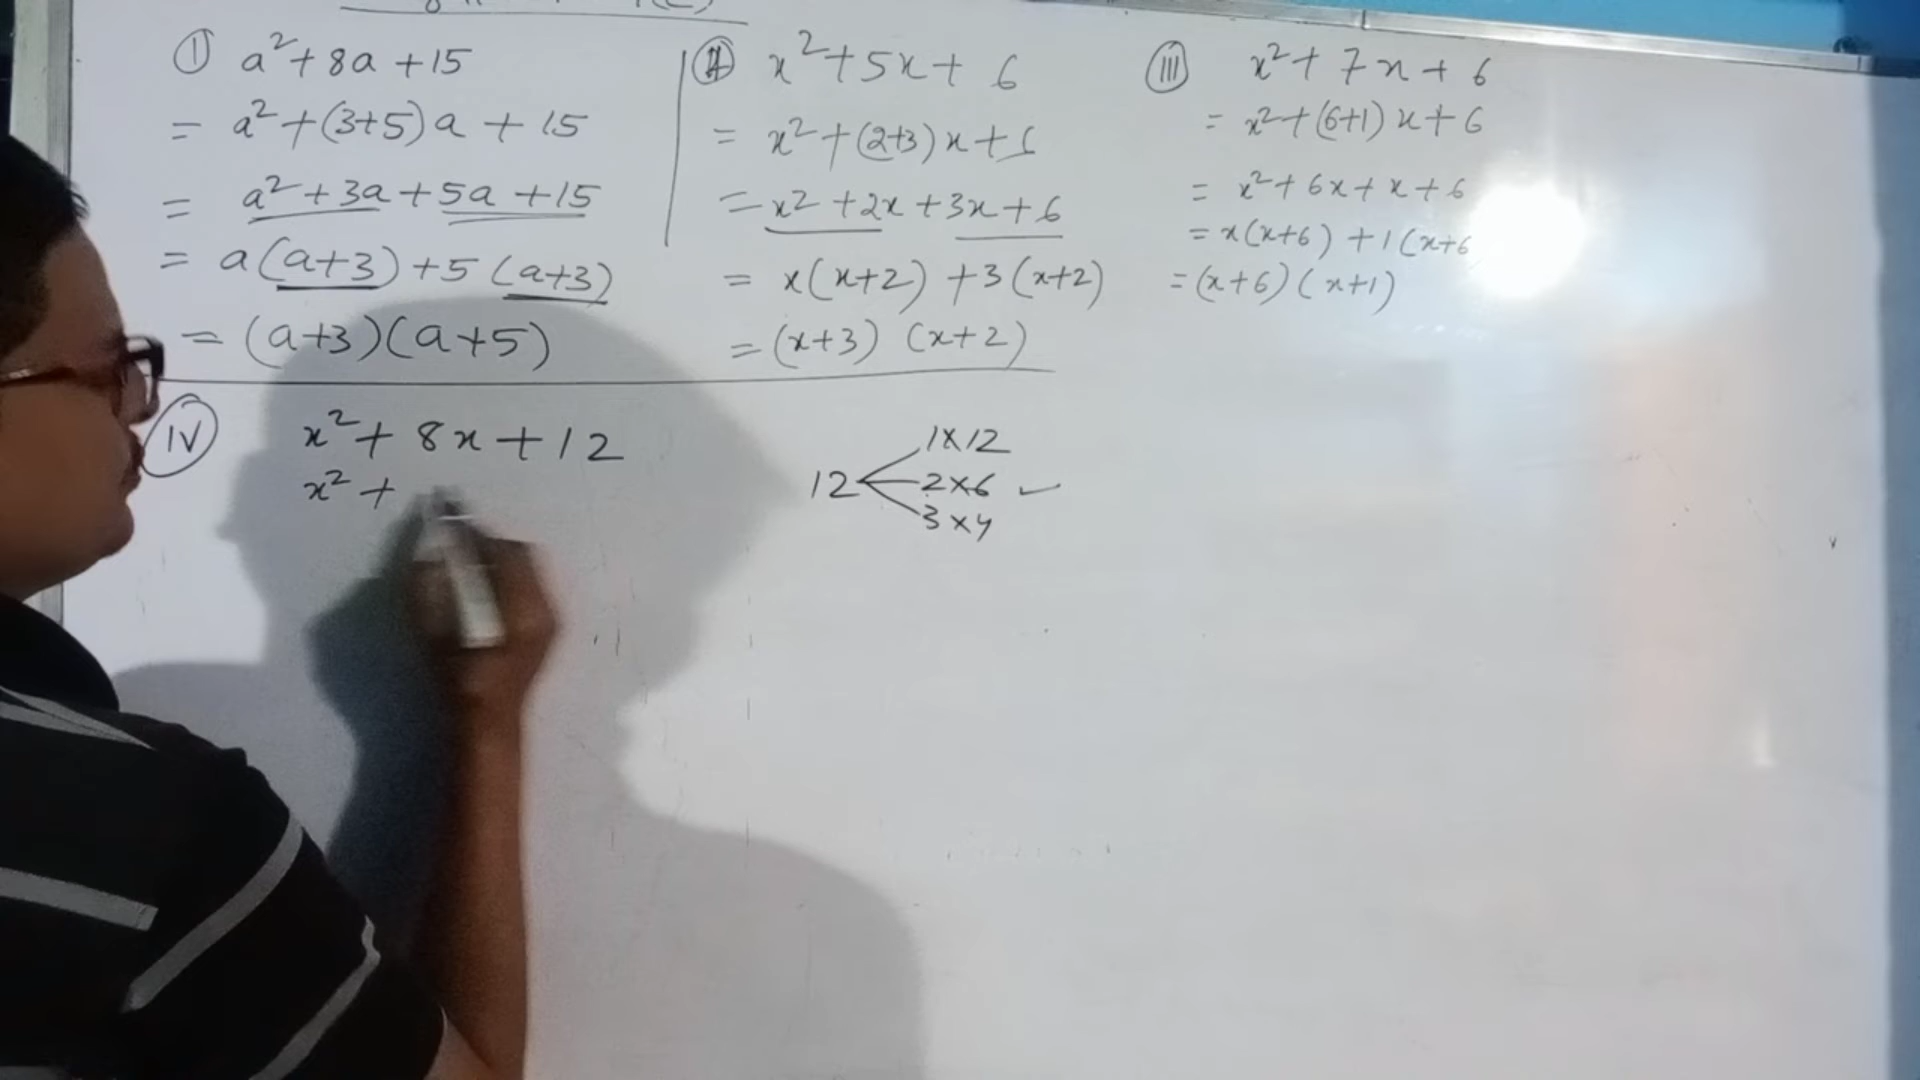 ① a²+8a+15
= a²+(3+5)a+15
= a²+3a+5a+15
= a(a+3)+5(a+3)
= (a+3)(a+5)
Ⅱ x²+5x+6
= x²+(2+3)x+6
= x²+2x+3x+6
= x(x+2)+3(x+2)
= (x+3)(x+2)
Ⅲ x²+7x+6
= x²+(6+1)x+6
= x²+6x+x+6
= x(x+6)+1(x+6
= (x+6)(x+1)
Ⅳ x²+8x+12
x²+
1×12
12 2×6 ✓
3×4